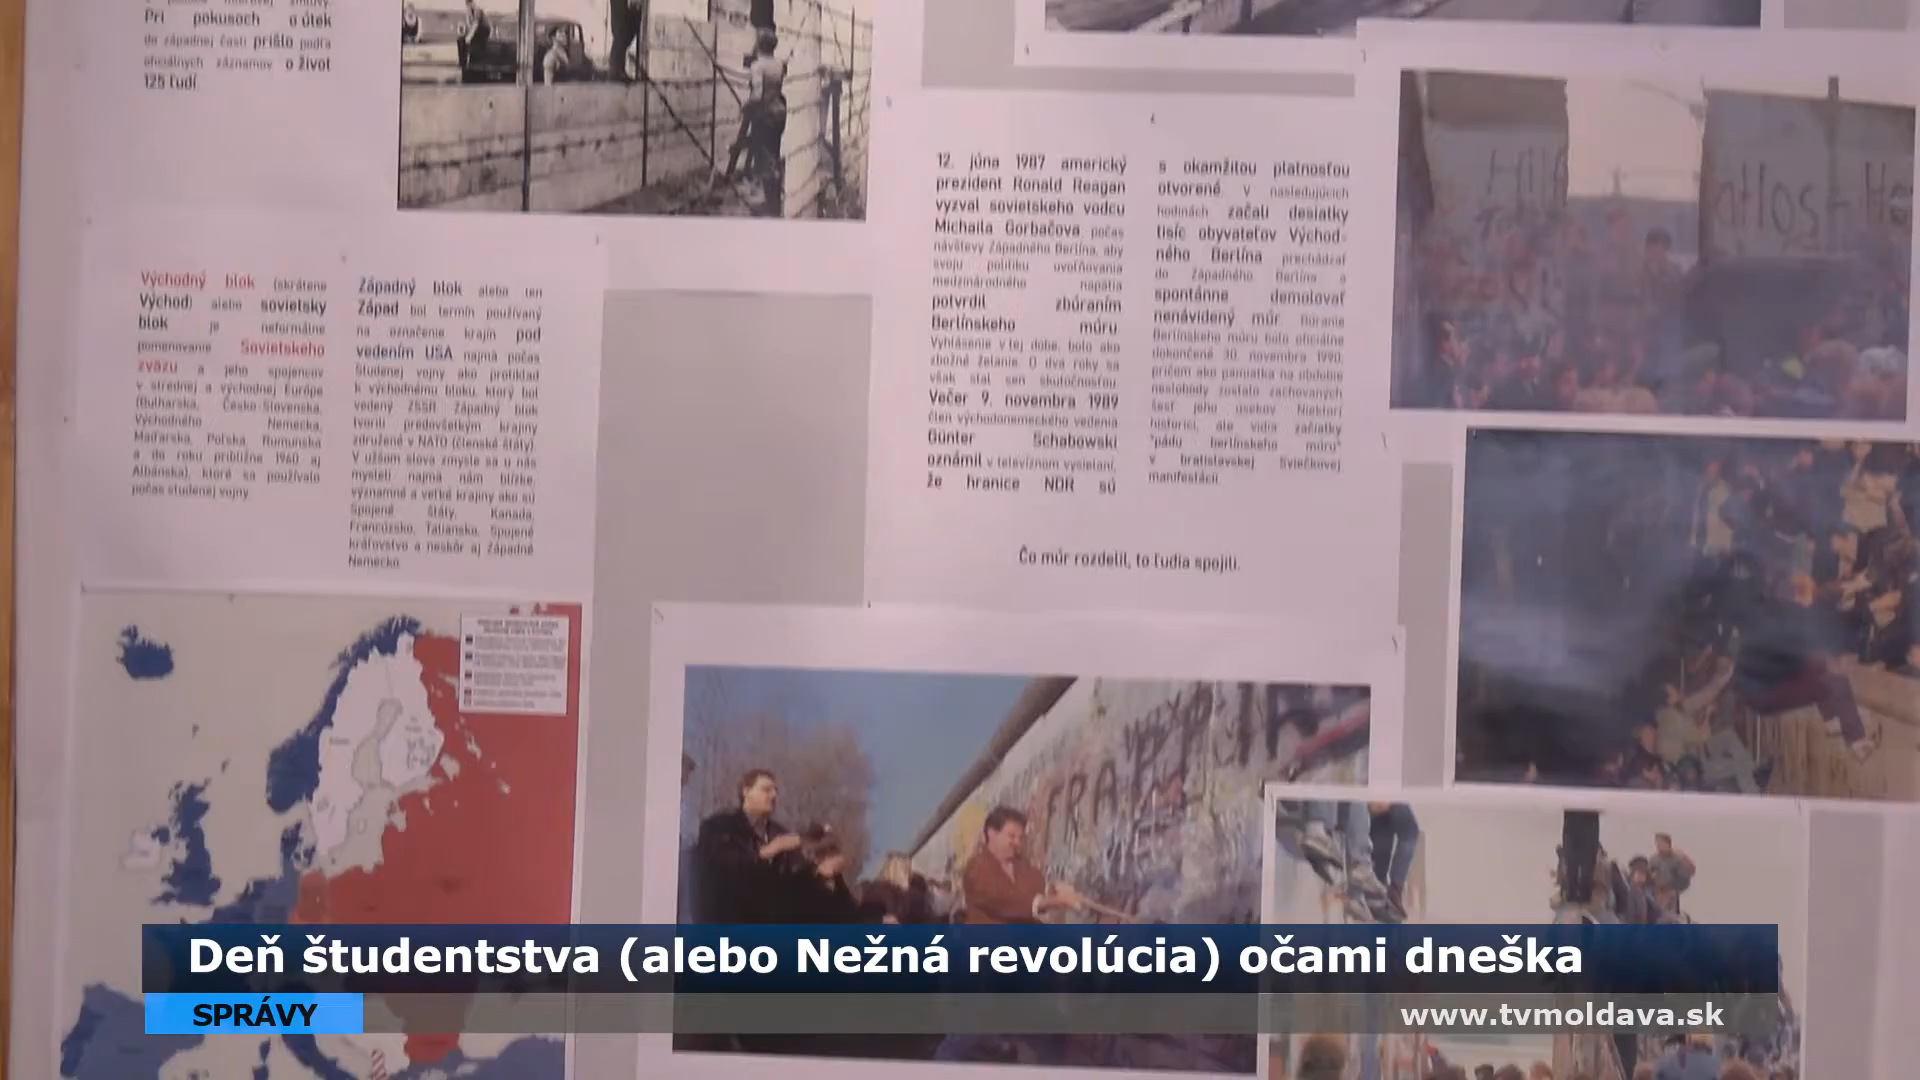 Pri pokusoch o útek
do západnej časti prišlo podľa
oficiálnych záznamov o život
125 ľudí.
Východný blok (skrátene
Východ) alebo sovietsky
blok je neformálne
pomenovanie Sovietskeho
zväzu a jeho spojencov
v strednej a východnej Európe
(Bulharska, Česko-Slovenska,
Východného Nemecka,
Maďarska, Poľska, Rumunska
a do roku približne 1960 aj
Albánska), ktoré sa používalo
počas studenej vojny.
Západný blok alebo len
Západ bol termín používaný
na označenie krajín pod
vedením USA najmä počas
Studenej vojny ako protiklad
k východnému bloku, ktorý bol
vedený ZSSR. Západný blok
tvorili predovšetkým krajiny
združené v NATO (členské štáty).
V užšom slova zmysle sa u nás
mysleli najmä nám blízke,
významné a veľké krajiny ako sú
Spojené štáty, Kanada,
Francúzsko, Taliansko, Spojené
kráľovstvo a neskôr aj Západné
Nemecko.
12. júna 1987 americký
prezident Ronald Reagan
vyzval sovietskeho vodcu
Michaila Gorbačova počas
návštevy Západného Berlína, aby
svoju politiku uvoľňovania
medzinárodného napätia
potvrdil zbúraním
Berlínskeho múru.
Vyhlásenie v tej dobe, bolo ako
zbožné želanie. O dva roky sa
však stal sen skutočnosťou.
Večer 9. novembra 1989
člen východonemeckého vedenia
Günter Schabowski
oznámil v televíznom vysielaní,
že hranice NDR sú
s okamžitou platnosťou
otvorené. V nasledujúcich
hodinách začali desiatky
tisíc obyvateľov Východ-
ného Berlína prechádzať
do Západného Berlína a
spontánne demolovať
nenávidený múr. Búranie
Berlínskeho múru bolo oficiálne
dokončené 30. novembra 1990,
pričom ako pamiatka na obdobie
neslobody zostalo zachovaných
šesť jeho úsekov. Niektorí
historici, ale vidia začiatky
"pádu berlínskeho múru"
v bratislavskej Sviečkovej
manifestácii.
Čo múr rozdelil, to ľudia spojili.
Deň študentstva (alebo Nežná revolúcia) očami dneška
SPRÁVY
www.tvmoldava.sk